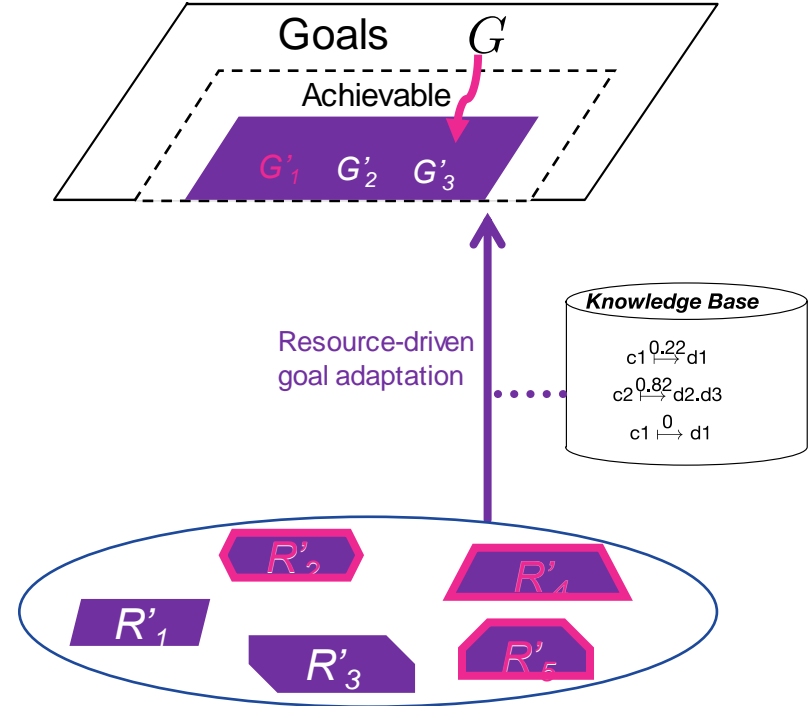 Goals G
Achievable
G'1 G'2 G'3
Knowledge Base
c1 0.22⟼ d1
c2 0.82⟼ d2.d3
c1 0⟼ d1
Resource-driven
goal adaptation
R'2
R'4
R'1
R'3
R'5